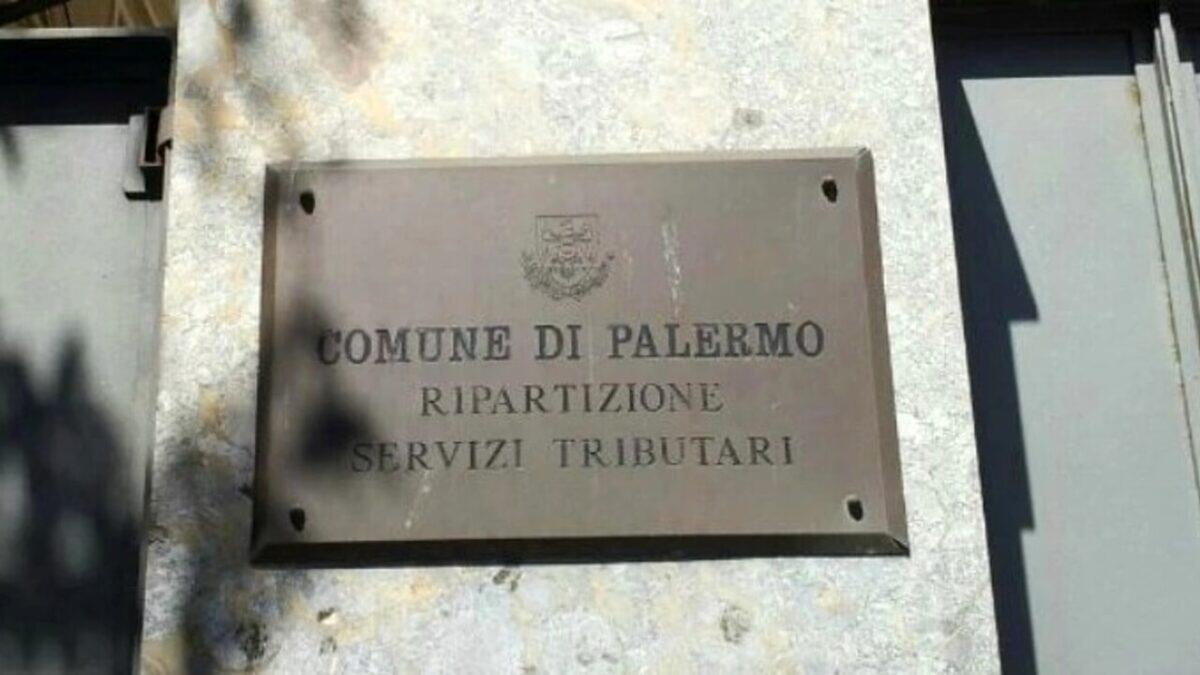 COMUNE DI PALERMO
RIPARTIZIONE
SERVIZI TRIBUTARI